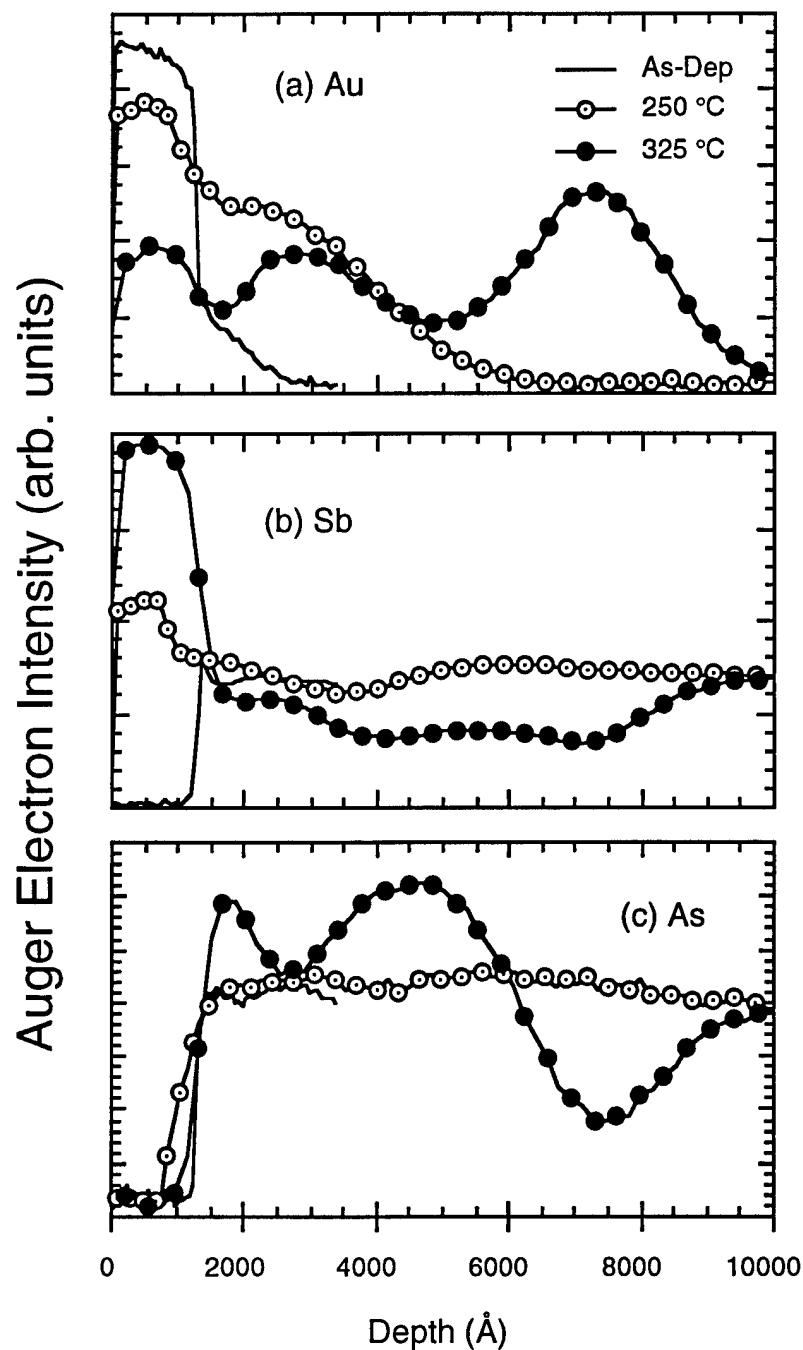 (a) Au
As-Dep
250 °C
325 °C
Auger Electron Intensity (arb. units)
(b) Sb
(c) As
0 2000 4000 6000 8000 10000
Depth (Å)